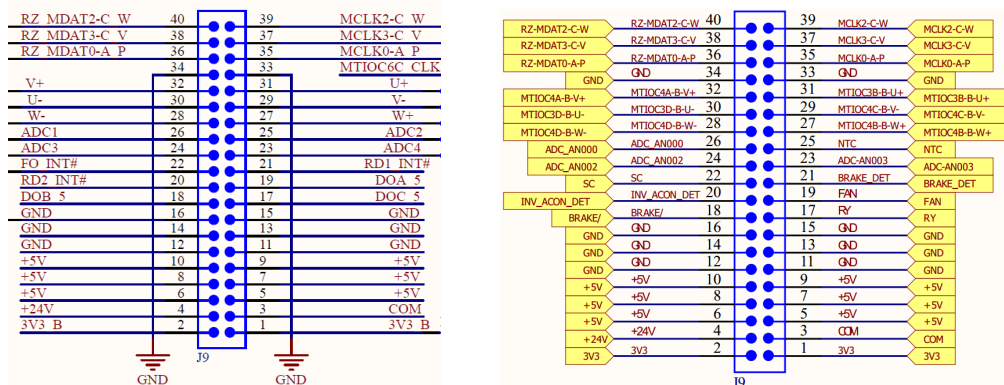 RZ_MDAT2-C_W 40 39 MCLK2-C_W
RZ_MDAT3-C_V 38 37 MCLK3-C_V
RZ_MDAT0-A_P 36 35 MCLK0-A_P
34 33 MTIOC6C_CLK
V+ 32 31 U+
U- 30 29 V-
W- 28 27 W+
ADC1 26 25 ADC2
ADC3 24 23 ADC4
FO_INT# 22 21 RD1_INT#
RD2_INT# 20 19 DOA_5
DOB_5 18 17 DOC_5
GND 16 15 GND
GND 14 13 GND
GND 12 11 GND
+5V 10 9 +5V
+5V 8 7 +5V
+5V 6 5 +5V
+24V 4 3 COM
3V3_B 2 1 3V3_B
J9
GND GND
RZ-MDAT2-C-W RZ-MDAT2-C-W 40 39 MCLK2-C-W MCLK2-C-W
RZ-MDAT3-C-V RZ-MDAT3-C-V 38 37 MCLK3-C-V MCLK3-C-V
RZ-MDAT0-A-P RZ-MDAT0-A-P 36 35 MCLK0-A-P MCLK0-A-P
GND GND 34 33 GND GND
MTIOC4A-B-V+ MTIOC4A-B-V+ 32 31 MTIOC3B-B-U+ MTIOC3B-B-U+
MTIOC3D-B-U- MTIOC3D-B-U- 30 29 MTIOC4C-B-V- MTIOC4C-B-V-
MTIOC4D-B-W- MTIOC4D-B-W- 28 27 MTIOC4B-B-W+ MTIOC4B-B-W+
ADC_AN000 ADC_AN000 26 25 NTC NTC
ADC_AN002 ADC_AN002 24 23 ADC-AN003 ADC-AN003
SC SC 22 21 BRAKE_DET BRAKE_DET
INV_ACON_DET INV_ACON_DET 20 19 FAN FAN
BRAKE/ BRAKE/ 18 17 RY RY
GND GND 16 15 GND GND
GND GND 14 13 GND GND
GND GND 12 11 GND GND
+5V +5V 10 9 +5V +5V
+5V +5V 8 7 +5V +5V
+5V +5V 6 5 +5V +5V
+24V +24V 4 3 COM COM
3V3 3V3 2 1 3V3 3V3
J9